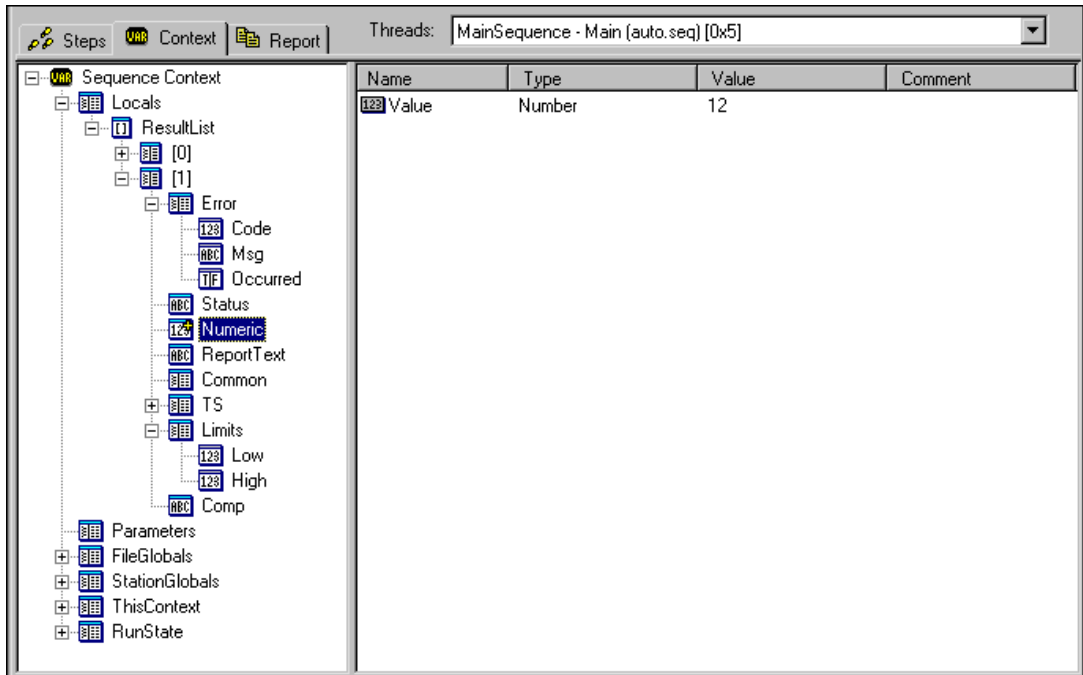 Steps Context Report Threads: MainSequence - Main (auto.seq) [0x5]
Sequence Context
Name Type Value Comment
Locals
Value Number 12
ResultList
[0]
[1]
Error
Code
Msg
Occurred
Status
Numeric
ReportText
Common
TS
Limits
Low
High
Comp
Parameters
FileGlobals
StationGlobals
ThisContext
RunState